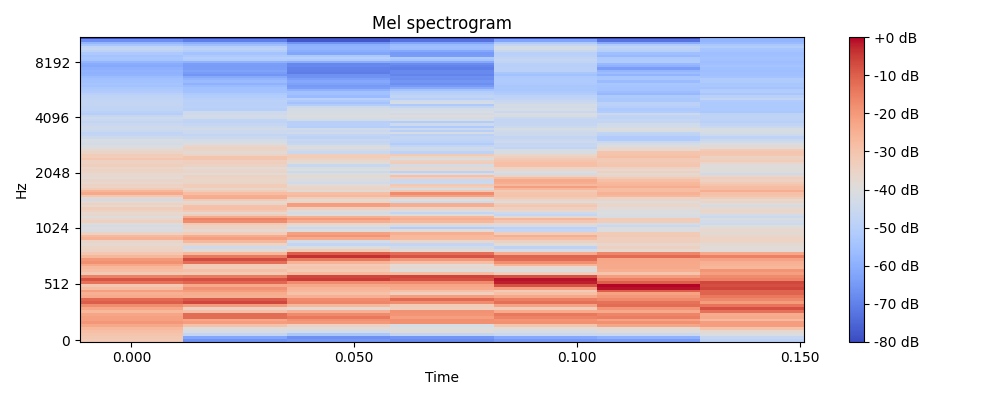 Mel spectrogram
Hz
8192
4096
2048
1024
512
0
0.000
0.050
0.100
0.150
Time
+0 dB
-10 dB
-20 dB
-30 dB
-40 dB
-50 dB
-60 dB
-70 dB
-80 dB